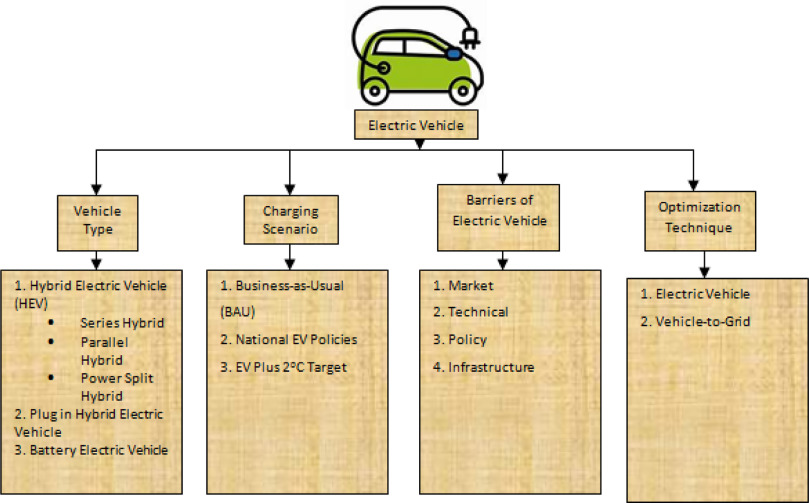 Electric Vehicle
Vehicle
Type
Charging
Scenario
Barriers of
Electric Vehicle
Optimization
Technique
1. Hybrid Electric Vehicle
(HEV)
• Series Hybrid
• Parallel
Hybrid
• Power Split
Hybrid
2. Plug in Hybrid Electric
Vehicle
3. Battery Electric Vehicle
1. Business-as-Usual
(BAU)
2. National EV Policies
3. EV Plus 2°C Target
1. Market
2. Technical
3. Policy
4. Infrastructure
1. Electric Vehicle
2. Vehicle-to-Grid